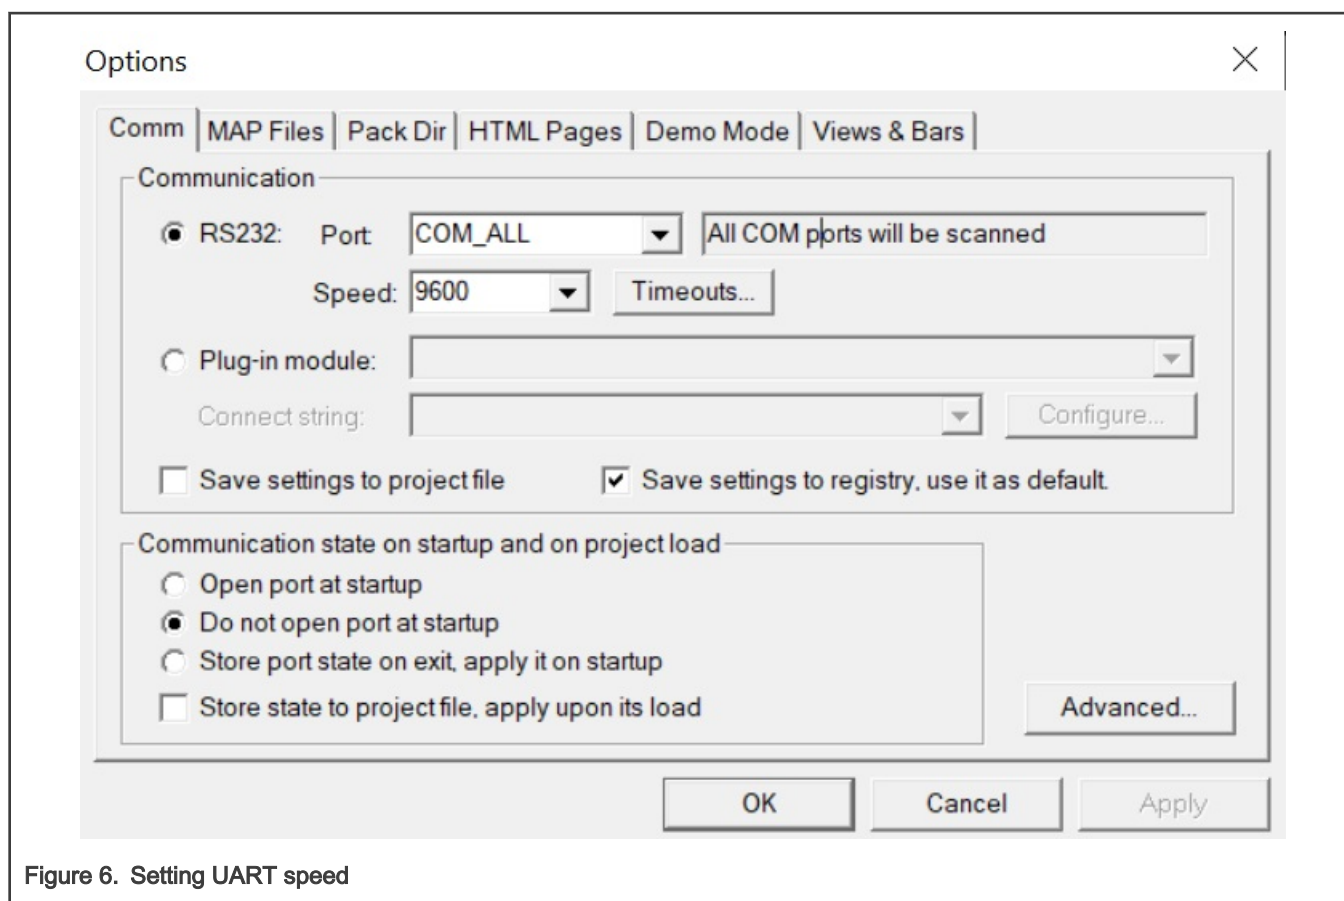 Options
Comm MAP Files Pack Dir HTML Pages Demo Mode Views & Bars
Communication
RS232: Port: COM_ALL All COM ports will be scanned
Speed: 9600 Timeouts...
Plug-in module:
Connect string: Configure...
Save settings to project file Save settings to registry, use it as default.
Communication state on startup and on project load
Open port at startup
Do not open port at startup
Store port state on exit, apply it on startup
Store state to project file, apply upon its load
Advanced...
OK Cancel Apply
Figure 6. Setting UART speed